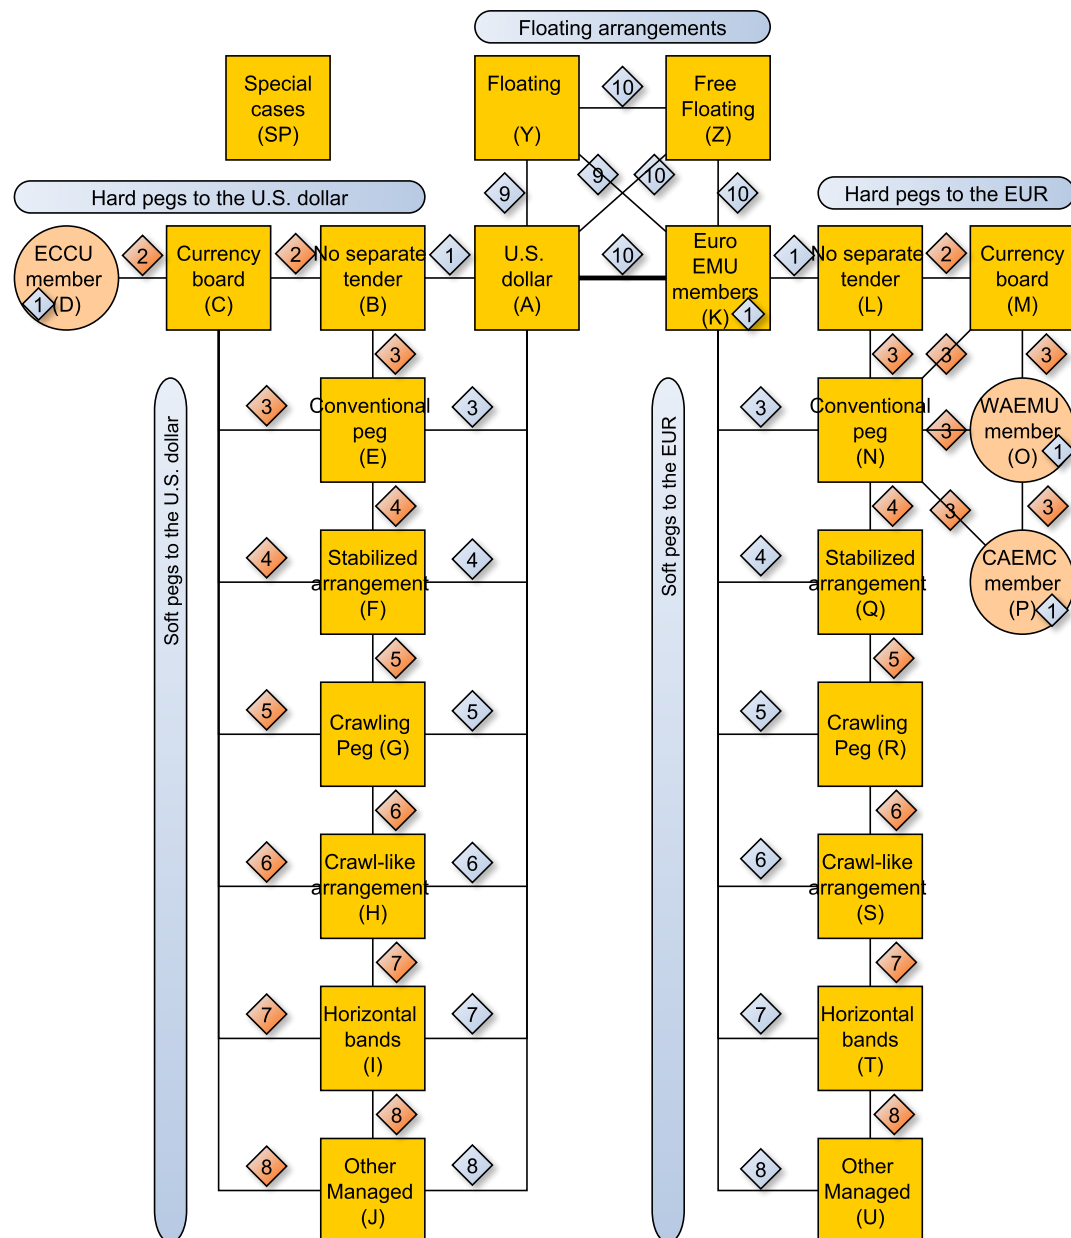 Floating arrangements
Special
cases
(SP)
Floating
(Y)
10
Free
Floating
(Z)
9
9
10
10
Hard pegs to the U.S. dollar
Hard pegs to the EUR
ECCU
member
(D)
1
2
Currency
board
(C)
2
No separate
tender
(B)
1
U.S.
dollar
(A)
10
Euro
EMU
members
(K)
1
1
No separate
tender
(L)
2
Currency
board
(M)
3
3
3
3
Soft pegs to the U.S. dollar
3
Conventional
peg
(E)
3
Soft pegs to the EUR
3
Conventional
peg
(N)
3
WAEMU
member
(O)
1
4
4
3
3
4
Stabilized
arrangement
(F)
4
4
Stabilized
arrangement
(Q)
CAEMC
member
(P)
1
5
5
5
Crawling
Peg (G)
5
5
Crawling
Peg (R)
6
6
6
Crawl-like
arrangement
(H)
6
6
Crawl-like
arrangement
(S)
7
7
7
Horizontal
bands
(I)
7
7
Horizontal
bands
(T)
8
8
8
Other
Managed
(J)
8
8
Other
Managed
(U)